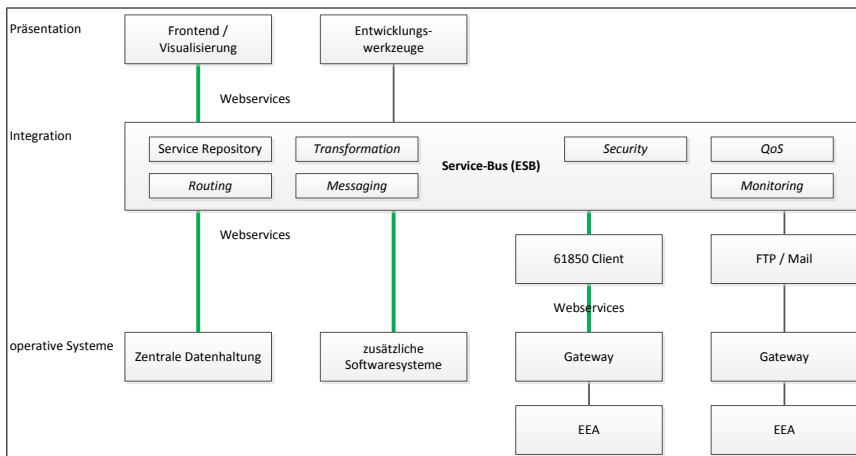 Präsentation
Frontend /
Visualisierung
Entwicklungs-
werkzeuge
Webservices
Integration
Service Repository
Transformation
Security
QoS
Service-Bus (ESB)
Routing
Messaging
Monitoring
Webservices
61850 Client
FTP / Mail
Webservices
operative Systeme
Zentrale Datenhaltung
zusätzliche
Softwaresysteme
Gateway
Gateway
EEA
EEA